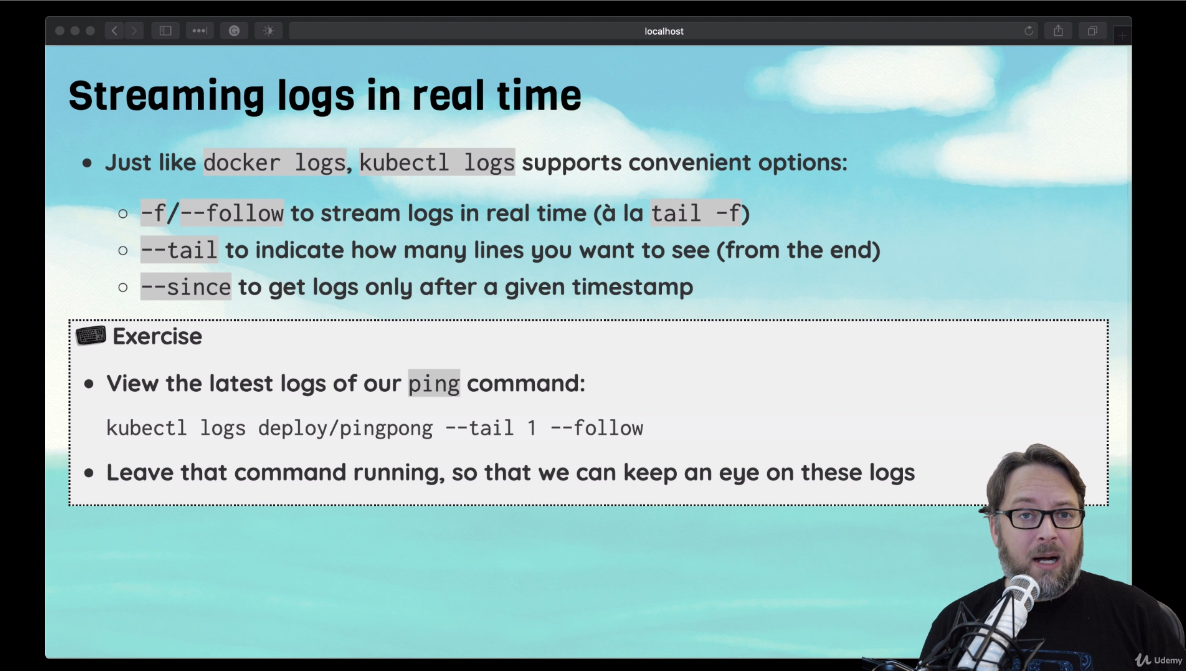 localhost
Streaming logs in real time
• Just like docker logs, kubectl logs supports convenient options:
○ -f/--follow to stream logs in real time (à la tail -f)
○ --tail to indicate how many lines you want to see (from the end)
○ --since to get logs only after a given timestamp
Exercise
• View the latest logs of our ping command:
kubectl logs deploy/pingpong --tail 1 --follow
• Leave that command running, so that we can keep an eye on these logs
Udemy